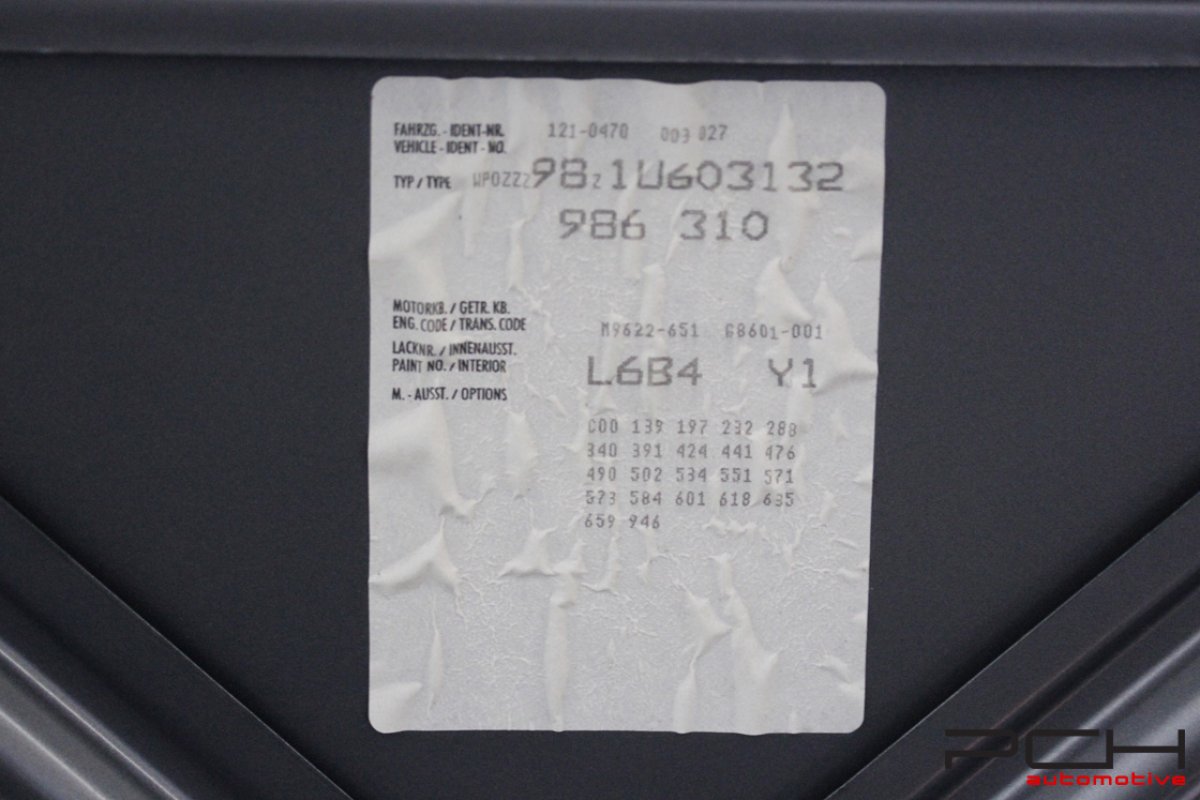 FAHRZG. - IDENT-NR. 121-0470 003 027
VEHICLE - IDENT - NO.
TYP / TYPE WP0ZZZ98Z1U603132
986 310
MOTORKB. / GETR. KB.
ENG. CODE / TRANS. CODE M9622-651 G8601-001
LACKNR. / INNENAUSST.
PAINT NO. / INTERIOR L6B4 Y1
M. - AUSST. / OPTIONS
C00 139 197 232 288
340 391 424 441 476
490 502 534 551 571
573 584 601 618 635
659 946
PCH
automotive